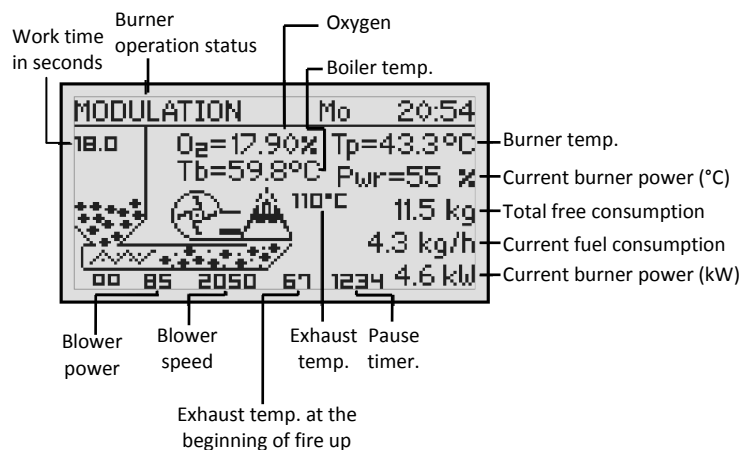 Burner
operation status
Oxygen
Work time
in seconds
Boiler temp.
MODULATION Mo 20:54
18.0 O₂=17.90% Tp=43.3°C
Burner temp.
Tb=59.8°C Pwr=55 %
Current burner power (°C)
110°C 11.5 kg
Total free consumption
4.3 kg/h
Current fuel consumption
00 85 2050 67 1234 4.6 kW
Current burner power (kW)
Blower
power
Blower
speed
Exhaust
temp.
Pause
timer.
Exhaust temp. at the
beginning of fire up